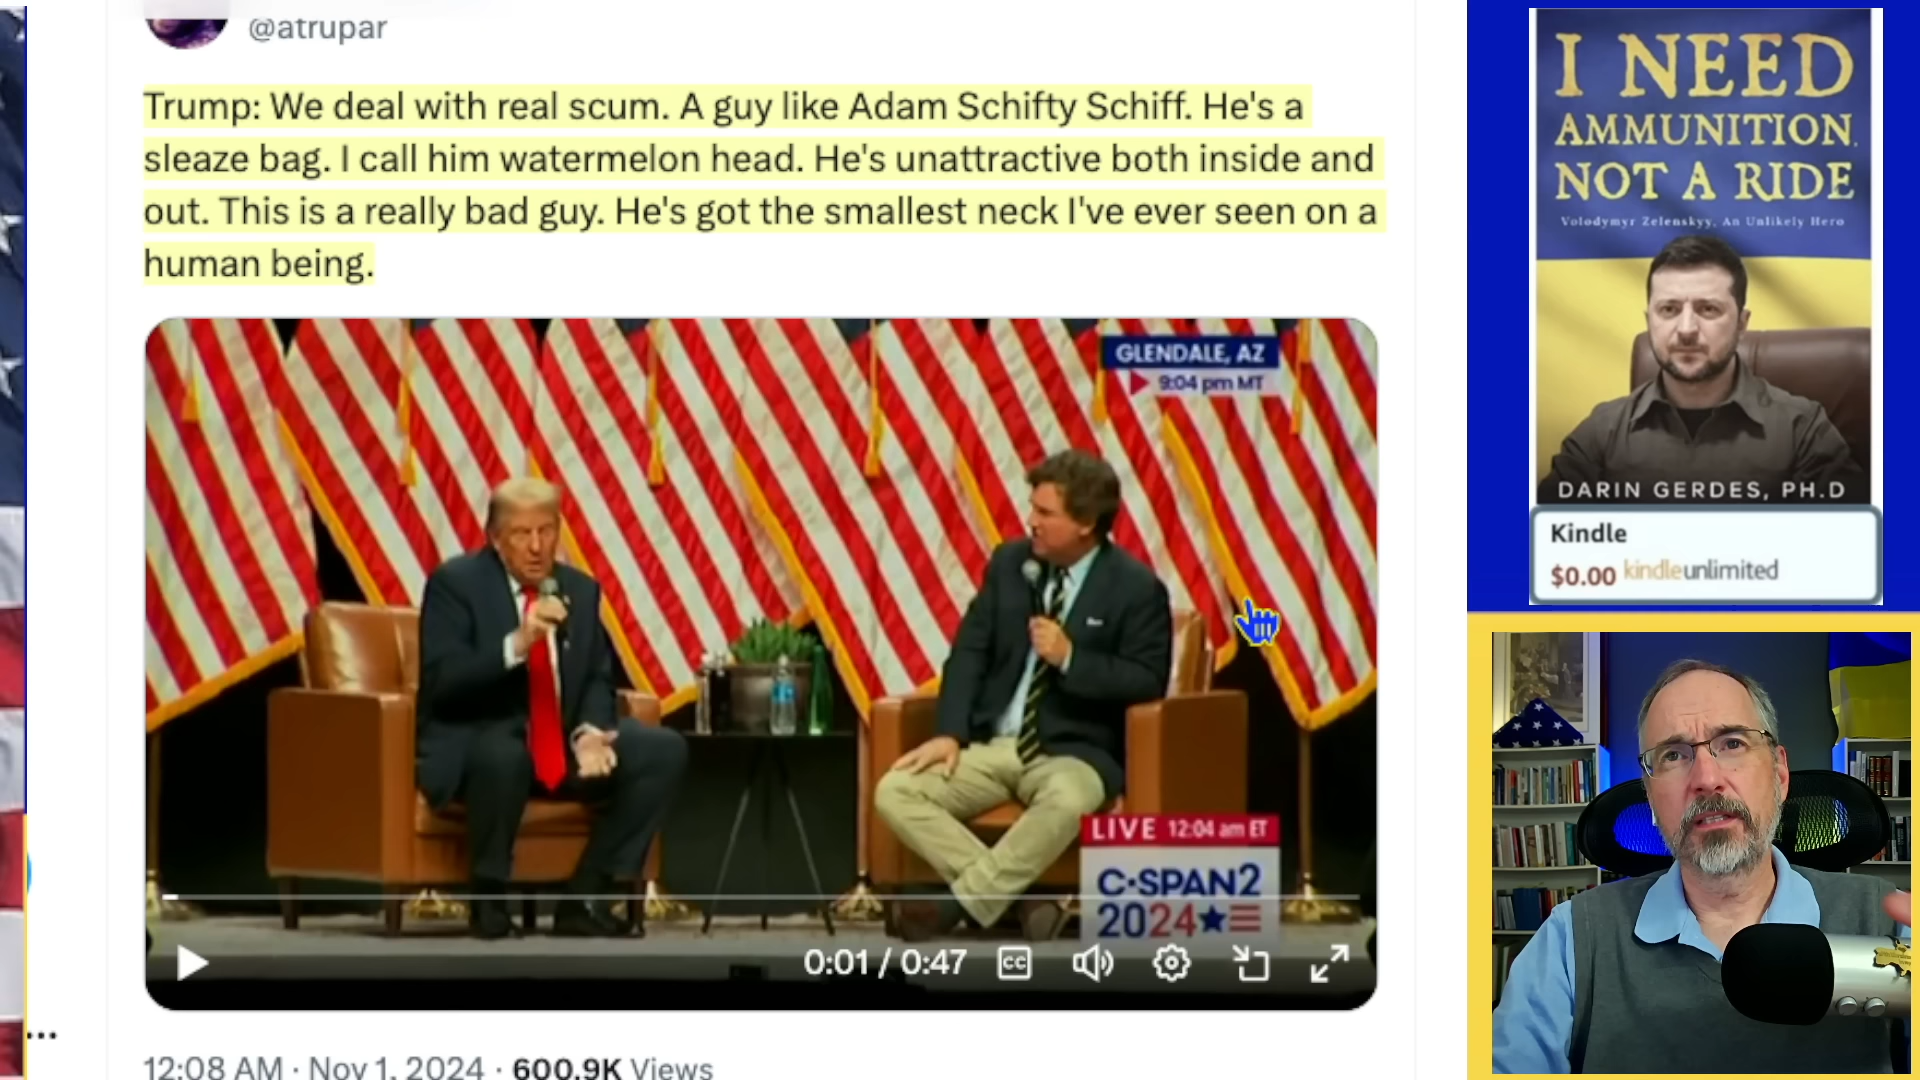 @atrupar
Trump: We deal with real scum. A guy like Adam Schifty Schiff. He's a
sleaze bag. I call him watermelon head. He's unattractive both inside and
out. This is a really bad guy. He's got the smallest neck I've ever seen on a
human being.
GLENDALE, AZ
9:04 pm MT
LIVE 12:04 am ET
C-SPAN2
2024
0:01 / 0:47
CC
12:08 AM · Nov 1, 2024 · 600.9K Views
...
I NEED
AMMUNITION,
NOT A RIDE
Volodymyr Zelenskyy, An Unlikely Hero
DARIN GERDES, PH.D
Kindle
$0.00 kindleunlimited